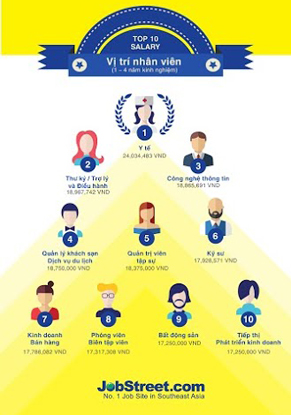 TOP 10
SALARY
Vị trí nhân viên
(1 - 4 năm kinh nghiệm)
1
Y tế
24,034,483 VND
2
Thư ký / Trợ lý
và Điều hành
18,967,742 VND
3
Công nghệ thông tin
18,865,691 VND
4
Quản lý khách sạn
Dịch vụ du lịch
18,750,000 VND
5
Quản trị viên
tập sự
18,375,000 VND
6
Kỹ sư
17,928,571 VND
7
Kinh doanh
Bán hàng
17,786,082 VND
8
Phóng viên
Biên tập viên
17,317,308 VND
9
Bất động sản
17,250,000 VND
10
Tiếp thị
Phát triển kinh doanh
17,250,000 VND
JobStreet.com
No. 1 Job Site in Southeast Asia